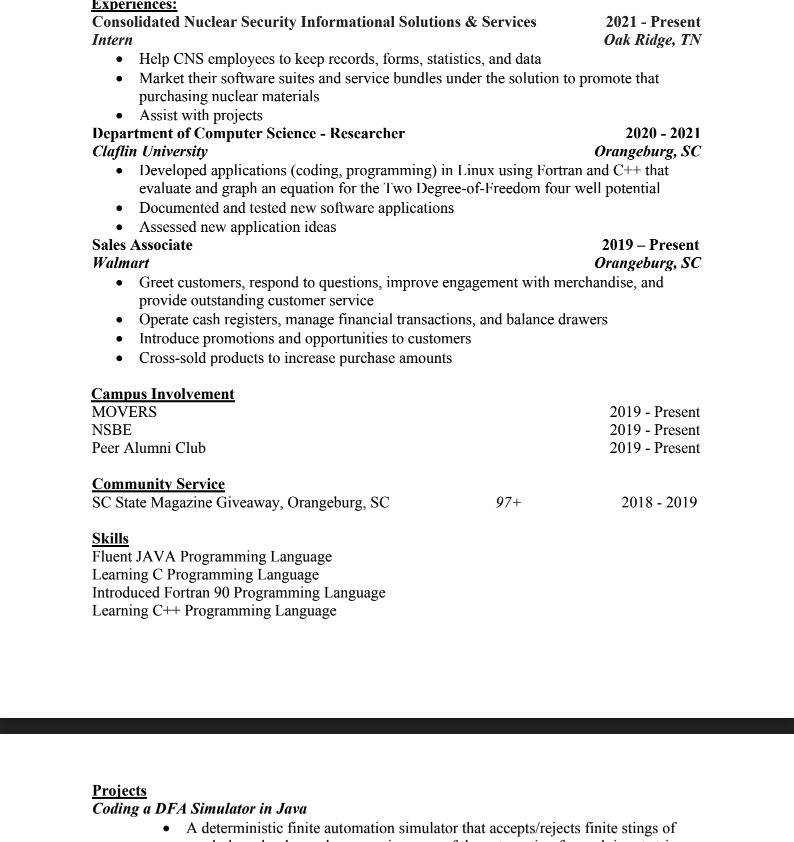 Experiences:
Consolidated Nuclear Security Informational Solutions & Services 2021 - Present
Intern Oak Ridge, TN
• Help CNS employees to keep records, forms, statistics, and data
• Market their software suites and service bundles under the solution to promote that
purchasing nuclear materials
• Assist with projects
Department of Computer Science - Researcher 2020 - 2021
Claflin University Orangeburg, SC
• Developed applications (coding, programming) in Linux using Fortran and C++ that
evaluate and graph an equation for the Two Degree-of-Freedom four well potential
• Documented and tested new software applications
• Assessed new application ideas
Sales Associate 2019 – Present
Walmart Orangeburg, SC
• Greet customers, respond to questions, improve engagement with merchandise, and
provide outstanding customer service
• Operate cash registers, manage financial transactions, and balance drawers
• Introduce promotions and opportunities to customers
• Cross-sold products to increase purchase amounts
Campus Involvement
MOVERS 2019 - Present
NSBE 2019 - Present
Peer Alumni Club 2019 - Present
Community Service
SC State Magazine Giveaway, Orangeburg, SC 97+ 2018 - 2019
Skills
Fluent JAVA Programming Language
Learning C Programming Language
Introduced Fortran 90 Programming Language
Learning C++ Programming Language
Projects
Coding a DFA Simulator in Java
• A deterministic finite automation simulator that accepts/rejects finite stings of